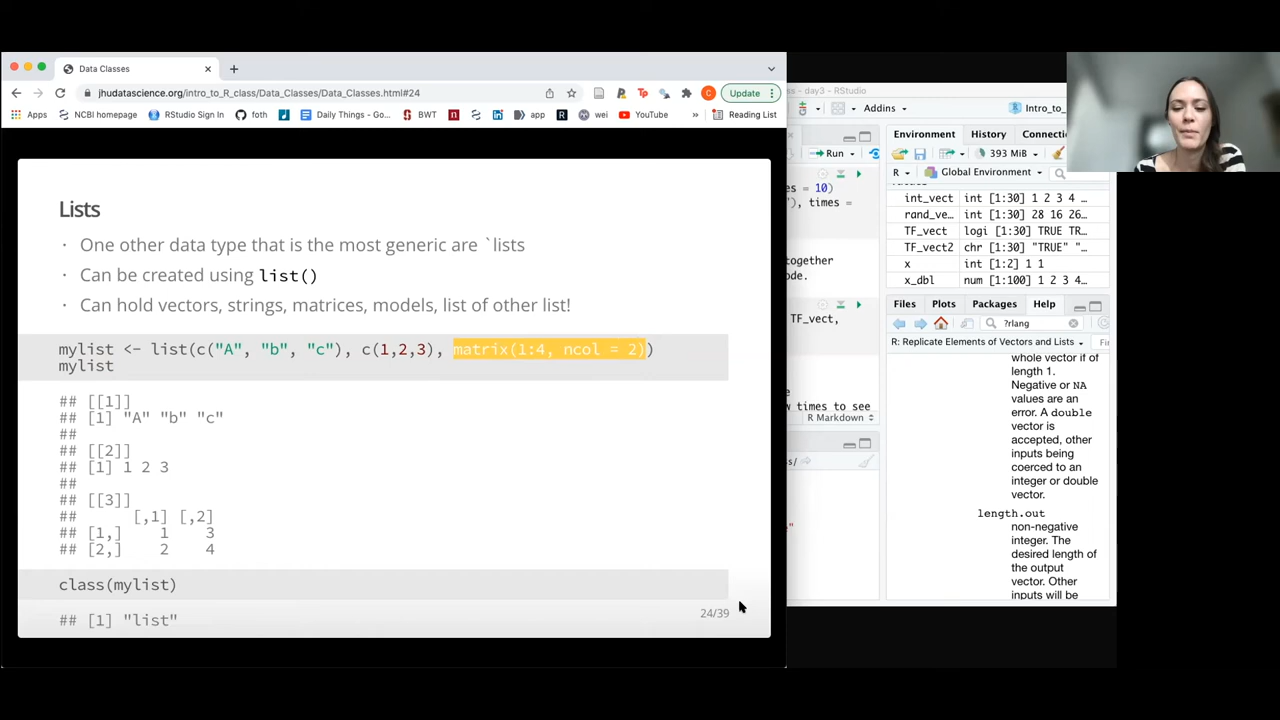 Data Classes
jhudatascience.org/intro_to_R_class/Data_Classes/Data_Classes.html#24
C
Update
Apps
NCBI homepage
RStudio Sign In
foth
Daily Things - Go...
BWT
app
wei
YouTube
»
Reading List
Lists
· One other data type that is the most generic are `lists
· Can be created using list()
· Can hold vectors, strings, matrices, models, list of other list!
mylist <- list(c("A", "b", "c"), c(1,2,3), matrix(1:4, ncol = 2))
mylist
## [[1]]
## [1] "A" "b" "c"
##
## [[2]]
## [1] 1 2 3
##
## [[3]]
##      [,1] [,2]
## [1,]    1    3
## [2,]    2    4
class(mylist)
## [1] "list"
24/39
day3 – RStudio
Addins
Intro_to_
Run
es = 10)
"), times =
ogether
de.
TF_vect,
w times to see
R Markdown
ss/
Environment
History
Connectio
393 MiB
R
Global Environment
int_vect int [1:30] 1 2 3 4 …
rand_ve… int [1:30] 28 16 26…
TF_vect logi [1:30] TRUE TR…
TF_vect2 chr [1:30] "TRUE" "…
x int [1:2] 1 1
x_dbl num [1:100] 1 2 3 4…
Files
Plots
Packages
Help
?rlang
R: Replicate Elements of Vectors and Lists
whole vector if of
length 1.
Negative or NA
values are an
error. A double
vector is
accepted, other
inputs being
coerced to an
integer or double
vector.
length.out
non-negative
integer. The
desired length of
the output
vector. Other
inputs will be